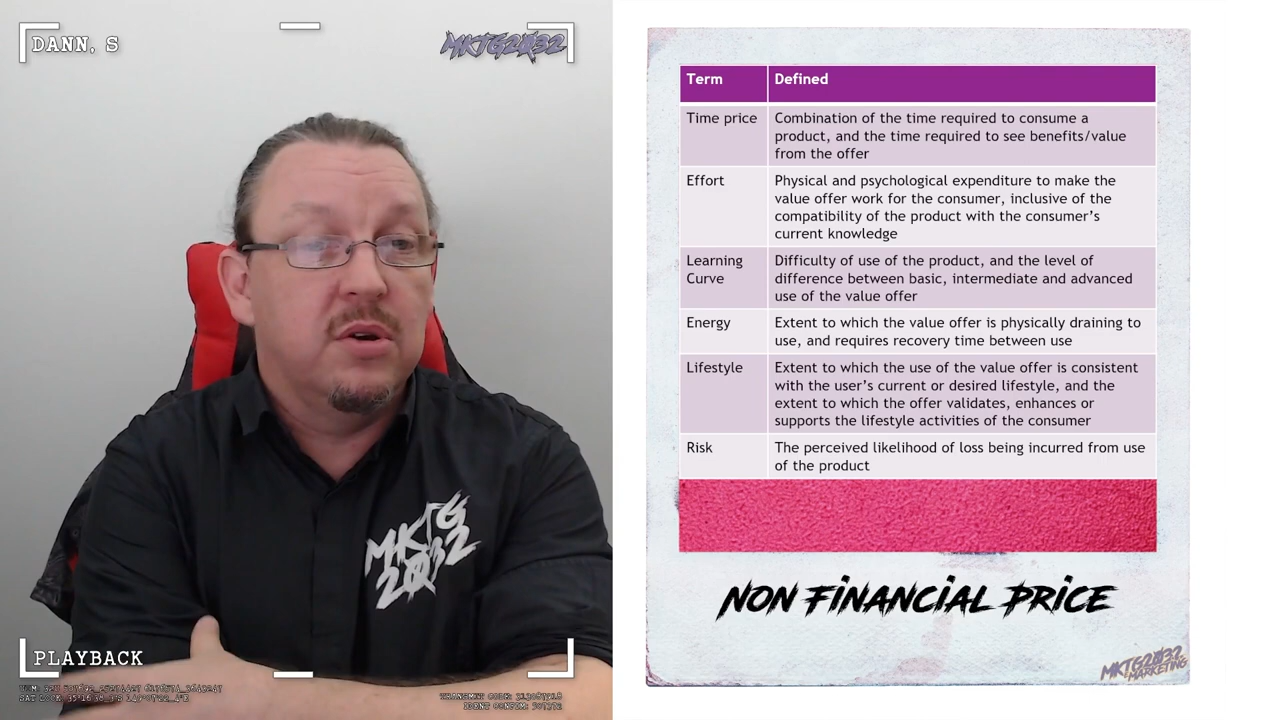 DANN, S
MKTG2032
MKTG
2032
PLAYBACK
Term Defined
Time price Combination of the time required to consume a
product, and the time required to see benefits/value
from the offer
Effort Physical and psychological expenditure to make the
value offer work for the consumer, inclusive of the
compatibility of the product with the consumer’s
current knowledge
Learning Difficulty of use of the product, and the level of
Curve difference between basic, intermediate and advanced
use of the value offer
Energy Extent to which the value offer is physically draining to
use, and requires recovery time between use
Lifestyle Extent to which the use of the value offer is consistent
with the user’s current or desired lifestyle, and the
extent to which the offer validates, enhances or
supports the lifestyle activities of the consumer
Risk The perceived likelihood of loss being incurred from use
of the product
NON FINANCIAL PRICE
MKTG2032
MARKETING